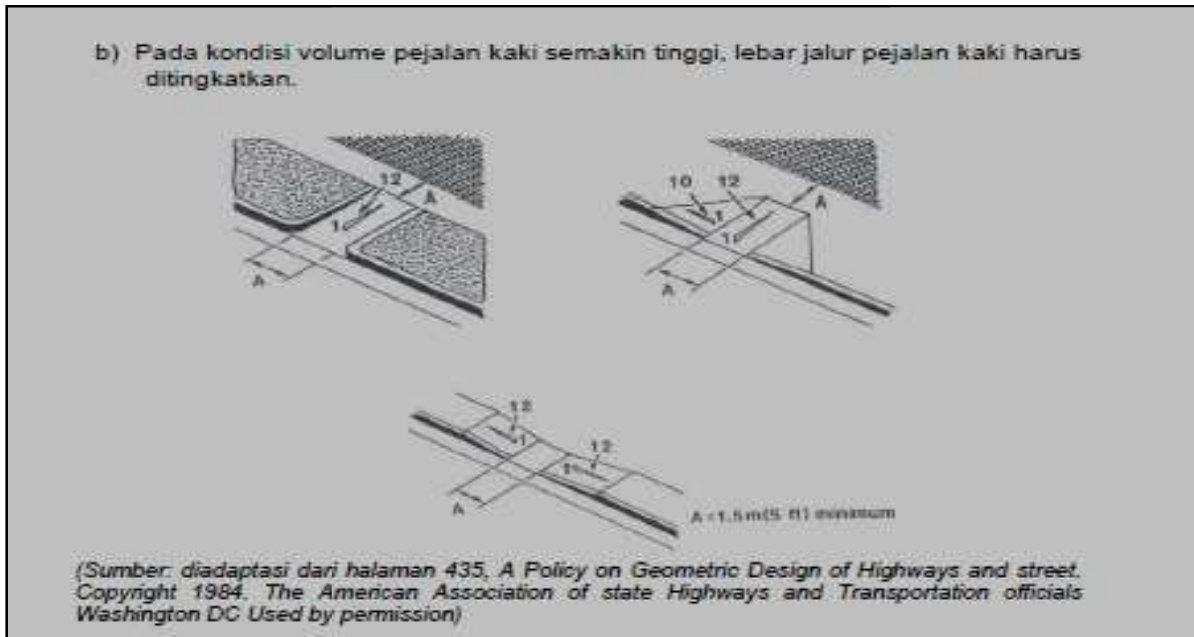 b) Pada kondisi volume pejalan kaki semakin tinggi, lebar jalur pejalan kaki harus
ditingkatkan.
12
A
1
A
10
12
A
1
1
A
12
1
12
1
A
A = 1.5 m (5 ft) minimum
(Sumber: diadaptasi dari halaman 435, A Policy on Geometric Design of Highways and street.
Copyright 1984. The American Association of state Highways and Transportation officials
Washington DC Used by permission)